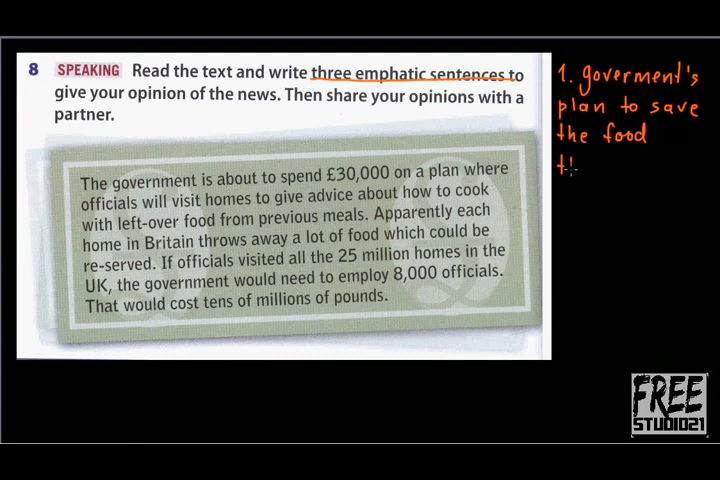 8 SPEAKING Read the text and write three emphatic sentences to
give your opinion of the news. Then share your opinions with a
partner.
The government is about to spend £30,000 on a plan where
officials will visit homes to give advice about how to cook
with left-over food from previous meals. Apparently each
home in Britain throws away a lot of food which could be
re-served. If officials visited all the 25 million homes in the
UK, the government would need to employ 8,000 officials.
That would cost tens of millions of pounds.
1. goverment's
plan to save
the food
FREE
STUDIO21